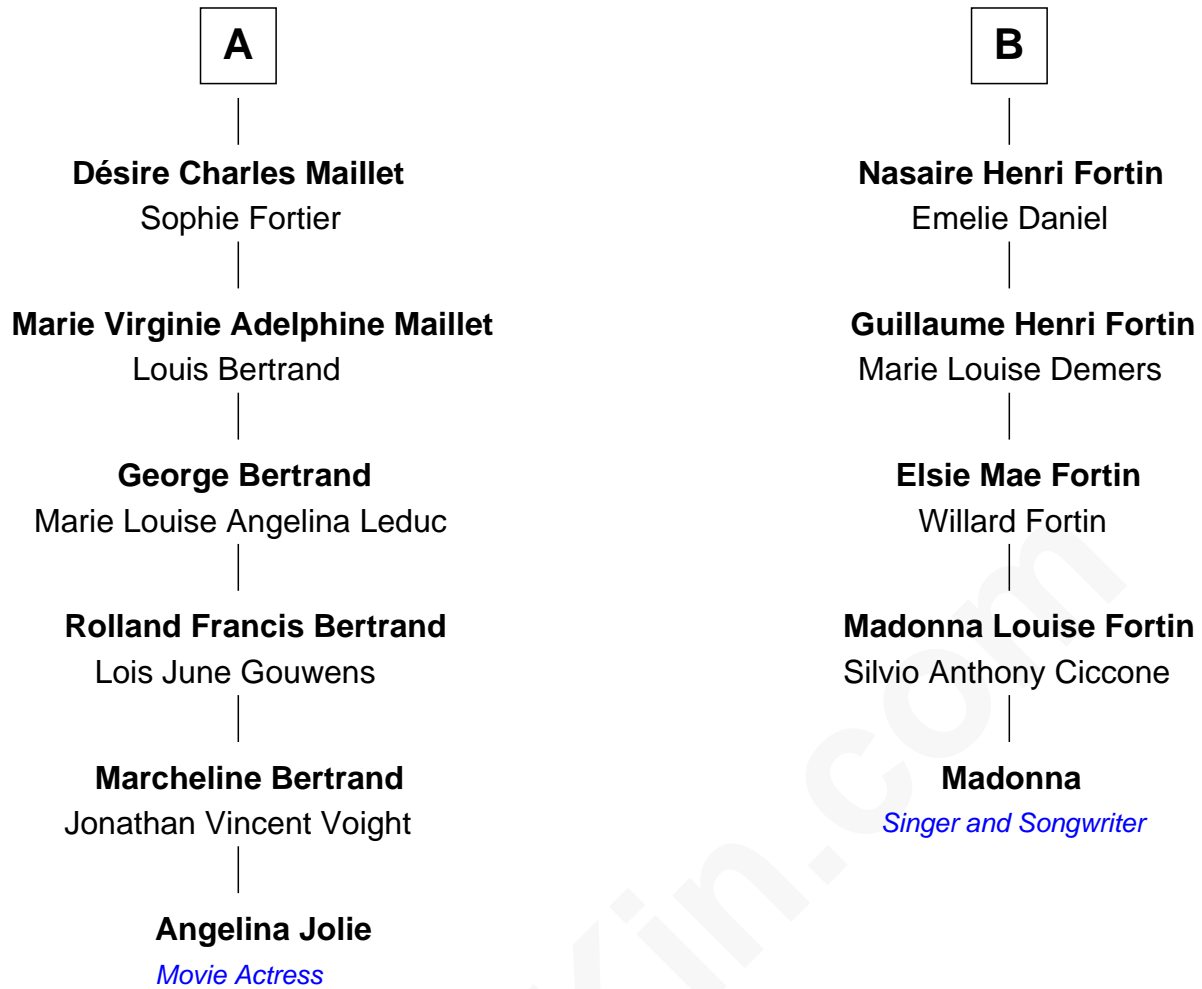 A
Désire Charles Maillet
Sophie Fortier
Marie Virginie Adelphine Maillet
Louis Bertrand
George Bertrand
Marie Louise Angelina Leduc
Rolland Francis Bertrand
Lois June Gouwens
Marcheline Bertrand
Jonathan Vincent Voight
Angelina Jolie
Movie Actress
B
Nasaire Henri Fortin
Emelie Daniel
Guillaume Henri Fortin
Marie Louise Demers
Elsie Mae Fortin
Willard Fortin
Madonna Louise Fortin
Silvio Anthony Ciccone
Madonna
Singer and Songwriter
Kin.com